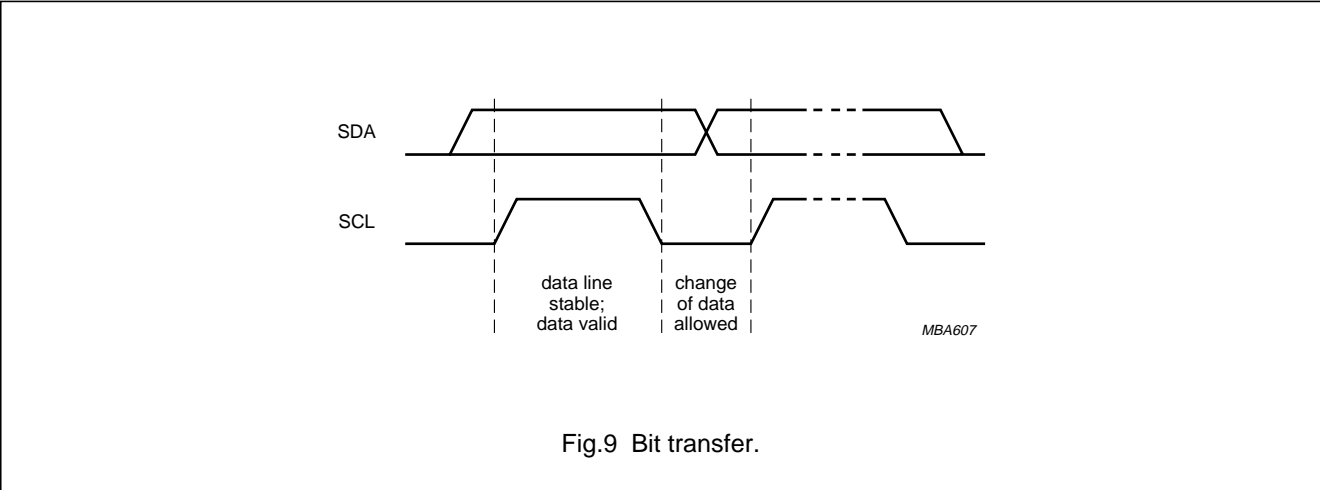 SDA
SCL
data line
stable;
data valid
change
of data
allowed
MBA607
Fig.9 Bit transfer.